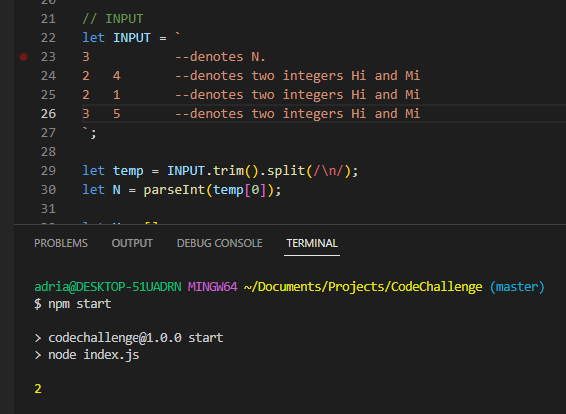 21 // INPUT
22 let INPUT = `
23 3 --denotes N.
24 2 4 --denotes two integers Hi and Mi
25 2 1 --denotes two integers Hi and Mi
26 3 5 --denotes two integers Hi and Mi
27 `;
28
29 let temp = INPUT.trim().split(/\n/);
30 let N = parseInt(temp[0]);
31
PROBLEMS OUTPUT DEBUG CONSOLE TERMINAL
adria@DESKTOP-51UADRN MINGW64 ~/Documents/Projects/CodeChallenge (master)
$ npm start
> codechallenge@1.0.0 start
> node index.js
2